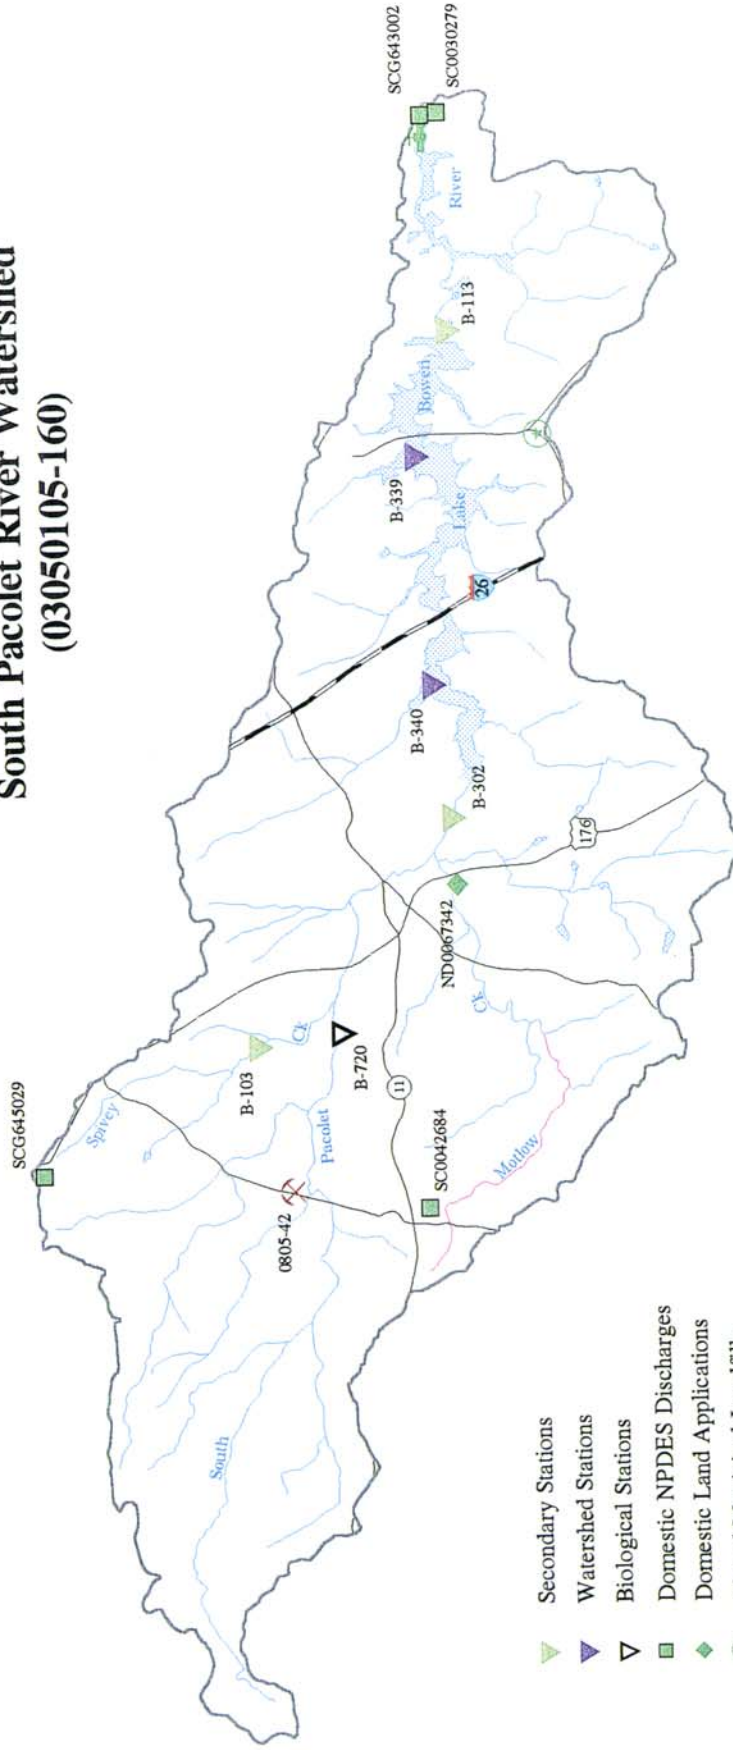 South Pacolet River Watershed
(03050105-160)
SCG643002
SC0030279
River
B-113
Bowen
B-339
Lake
26
B-340
B-302
176
ND0067342
Ck
Ck
B-103
B-720
11
SCG645029
Spivey
Pacolet
SC0042684
Motlow
0805-42
South
Secondary Stations
Watershed Stations
Biological Stations
Domestic NPDES Discharges
Domestic Land Applications